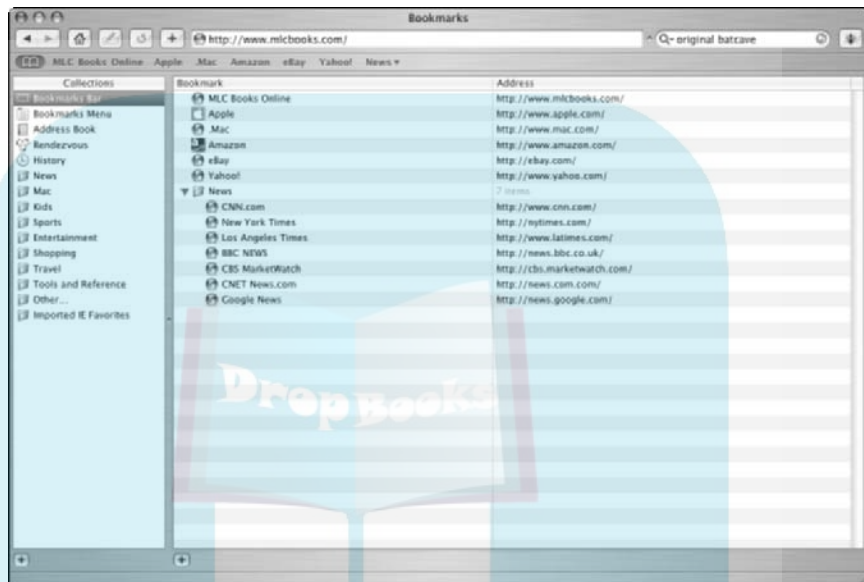 Bookmarks
http://www.mlcbooks.com/
original batcave
MLC Books Online Apple .Mac Amazon eBay Yahoo! News
Collections
Bookmark
Address
Bookmarks Bar
Bookmarks Menu
Address Book
Rendezvous
History
News
Mac
Kids
Sports
Entertainment
Shopping
Travel
Tools and Reference
Other...
Imported IE Favorites
MLC Books Online http://www.mlcbooks.com/
Apple http://www.apple.com/
.Mac http://www.mac.com/
Amazon http://www.amazon.com/
eBay http://ebay.com/
Yahoo! http://www.yahoo.com/
News 7 items
CNN.com http://www.cnn.com/
New York Times http://nytimes.com/
Los Angeles Times http://www.latimes.com/
BBC NEWS http://news.bbc.co.uk/
CBS MarketWatch http://cbs.marketwatch.com/
CNET News.com http://news.com.com/
Google News http://news.google.com/
DropBooks